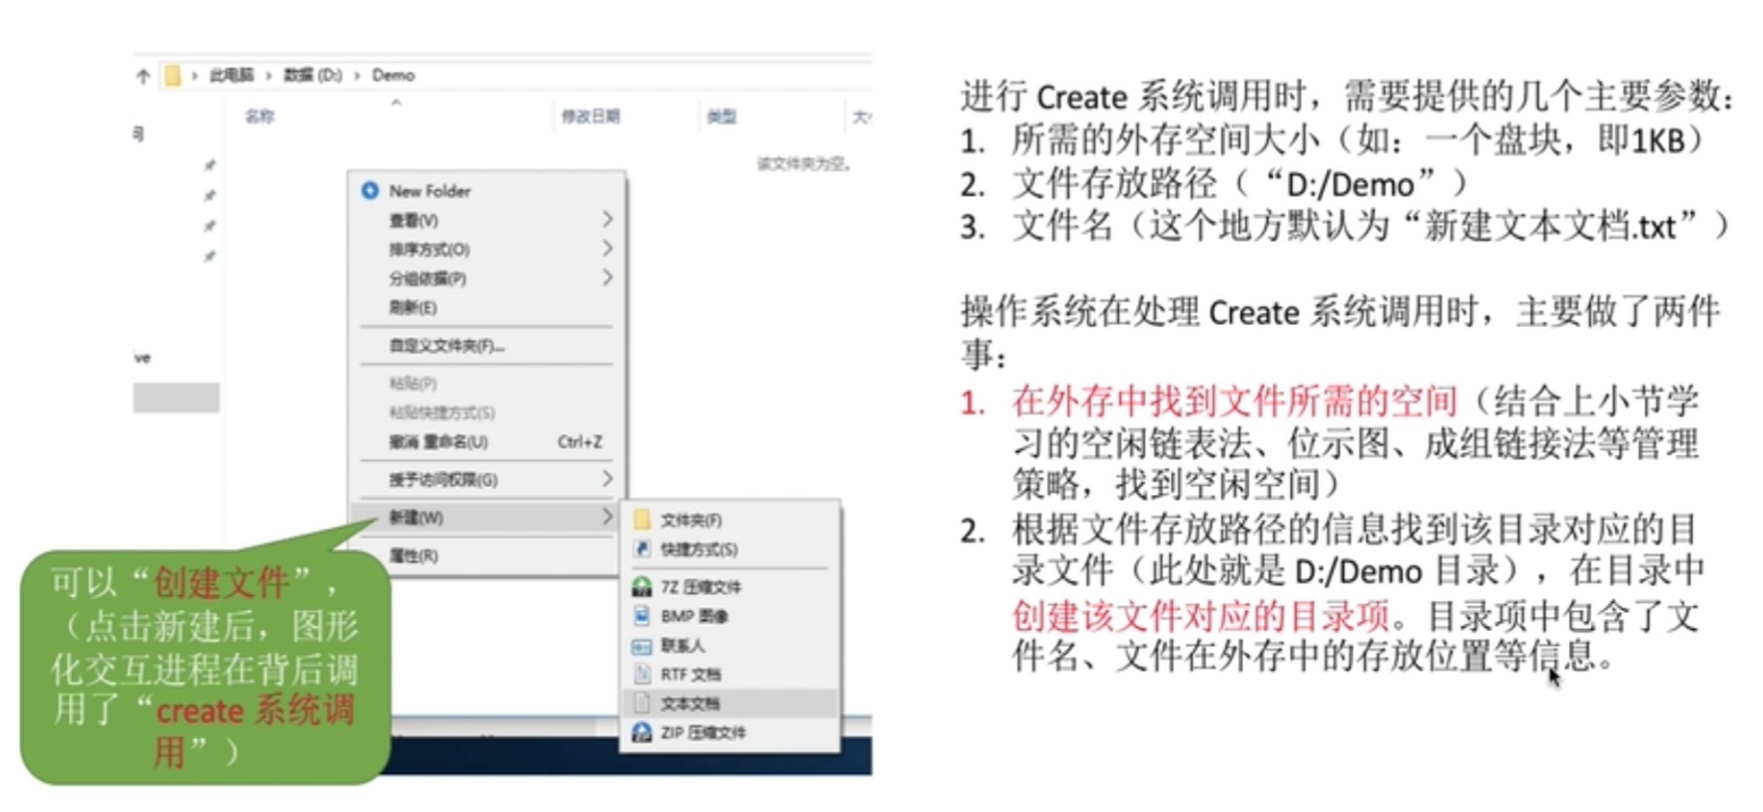 此电脑 › 数据 (D:) › Demo
名称 修改日期 类型
该文件夹为空。
New Folder
查看(V)
排序方式(O)
分组依据(P)
刷新(E)
自定义文件夹(F)...
粘贴(P)
粘贴快捷方式(S)
撤消 重命名(U) Ctrl+Z
授予访问权限(G)
新建(W)
属性(R)
文件夹(F)
快捷方式(S)
7Z 压缩文件
BMP 图像
联系人
RTF 文档
文本文档
ZIP 压缩文件
可以“创建文件”，
（点击新建后，图形
化交互进程在背后调
用了“create 系统调
用”）
进行 Create 系统调用时，需要提供的几个主要参数：
1. 所需的外存空间大小（如：一个盘块，即1KB）
2. 文件存放路径（“D:/Demo”）
3. 文件名（这个地方默认为“新建文本文档.txt”）
操作系统在处理 Create 系统调用时，主要做了两件
事：
1. 在外存中找到文件所需的空间（结合上小节学
习的空闲链表法、位示图、成组链接法等管理
策略，找到空闲空间）
2. 根据文件存放路径的信息找到该目录对应的目
录文件（此处就是 D:/Demo 目录），在目录中
创建该文件对应的目录项。目录项中包含了文
件名、文件在外存中的存放位置等信息。